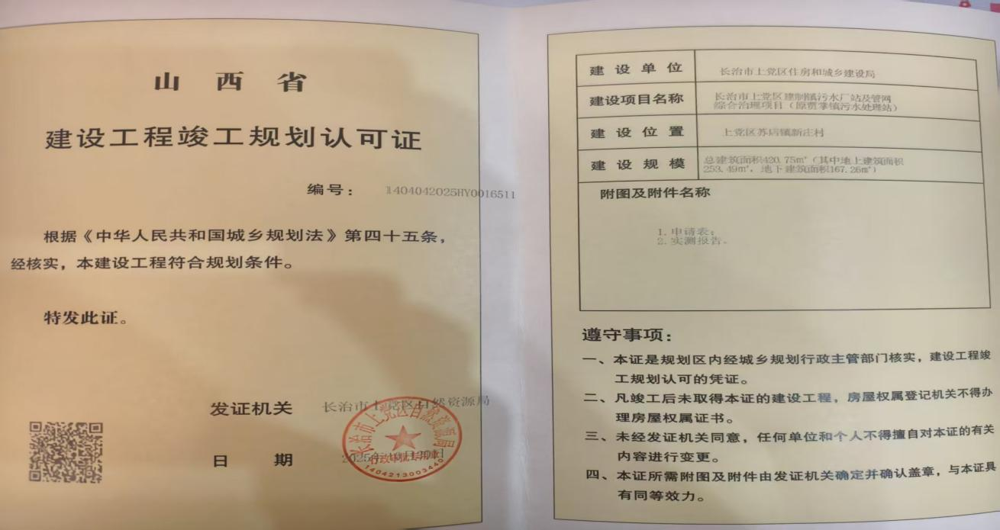 山西省
建设工程竣工规划认可证
编号： 1404042025HY0016511
根据《中华人民共和国城乡规划法》第四十五条，
经核实，本建设工程符合规划条件。
特发此证。
发证机关 长治市上党区自然资源局
日期
长治市上党区自然资源局
行政审批专用章
1404213003440
建设单位 长治市上党区住房和城乡建设局
建设项目名称 长治市上党区建制镇污水厂站及管网
综合治理项目（原贾掌镇污水处理站）
建设位置 上党区苏店镇新庄村
建设规模 总建筑面积420.75㎡（其中地上建筑面积
253.49㎡，地下建筑面积167.26㎡）
附图及附件名称
1.申请表；
2.实测报告。
遵守事项：
一、本证是规划区内经城乡规划行政主管部门核实，建设工程竣
工规划认可的凭证。
二、凡竣工后未取得本证的建设工程，房屋权属登记机关不得办
理房屋权属证书。
三、未经发证机关同意，任何单位和个人不得擅自对本证的有关
内容进行变更。
四、本证所需附图及附件由发证机关确定并确认盖章，与本证具
有同等效力。